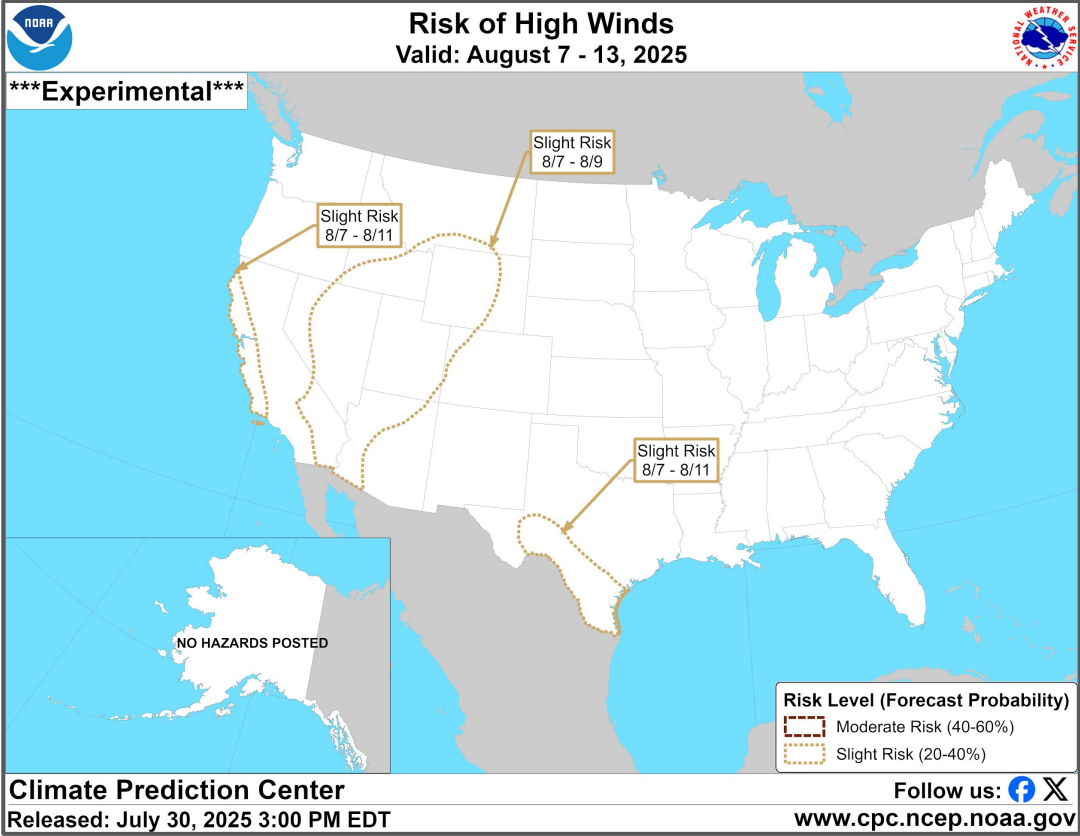 NOAA
Risk of High Winds
Valid: August 7 - 13, 2025
NATIONAL WEATHER SERVICE
***Experimental***
Slight Risk
8/7 - 8/9
Slight Risk
8/7 - 8/11
Slight Risk
8/7 - 8/11
NO HAZARDS POSTED
Risk Level (Forecast Probability)
Moderate Risk (40-60%)
Slight Risk (20-40%)
Climate Prediction Center
Follow us:
Released: July 30, 2025 3:00 PM EDT
www.cpc.ncep.noaa.gov